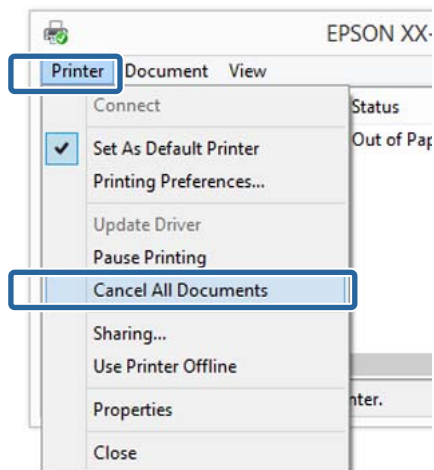 EPSON XX-
Printer Document View
Connect
Status
Set As Default Printer
Out of Pap
Printing Preferences...
Update Driver
Pause Printing
Cancel All Documents
Sharing...
Use Printer Offline
nter.
Properties
Close